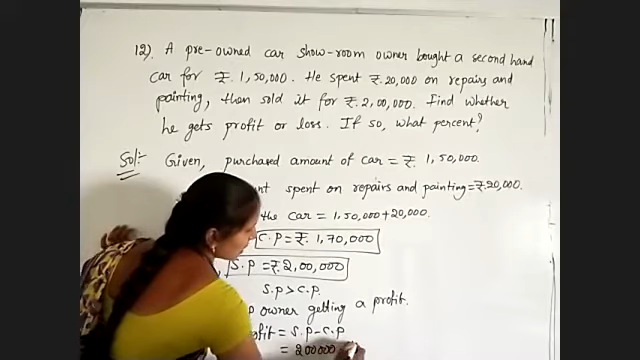 12). A pre-owned car show-room owner bought a second hand
car for ₹. 1,50,000. He spent ₹.20,000 on repairs and
painting, then sold it for ₹.2,00,000. Find whether
he gets profit or loss. If so, what percent?
Sol:- Given, purchased amount of car = ₹. 1,50,000.
spent on repairs and painting=₹.20,000.
the car = 1,50,000+20,000.
C.P = ₹. 1,70,000
S.P = ₹.2,00,000
S.P > C.P.
owner getting a profit.
= S.P-C.P
= 200000